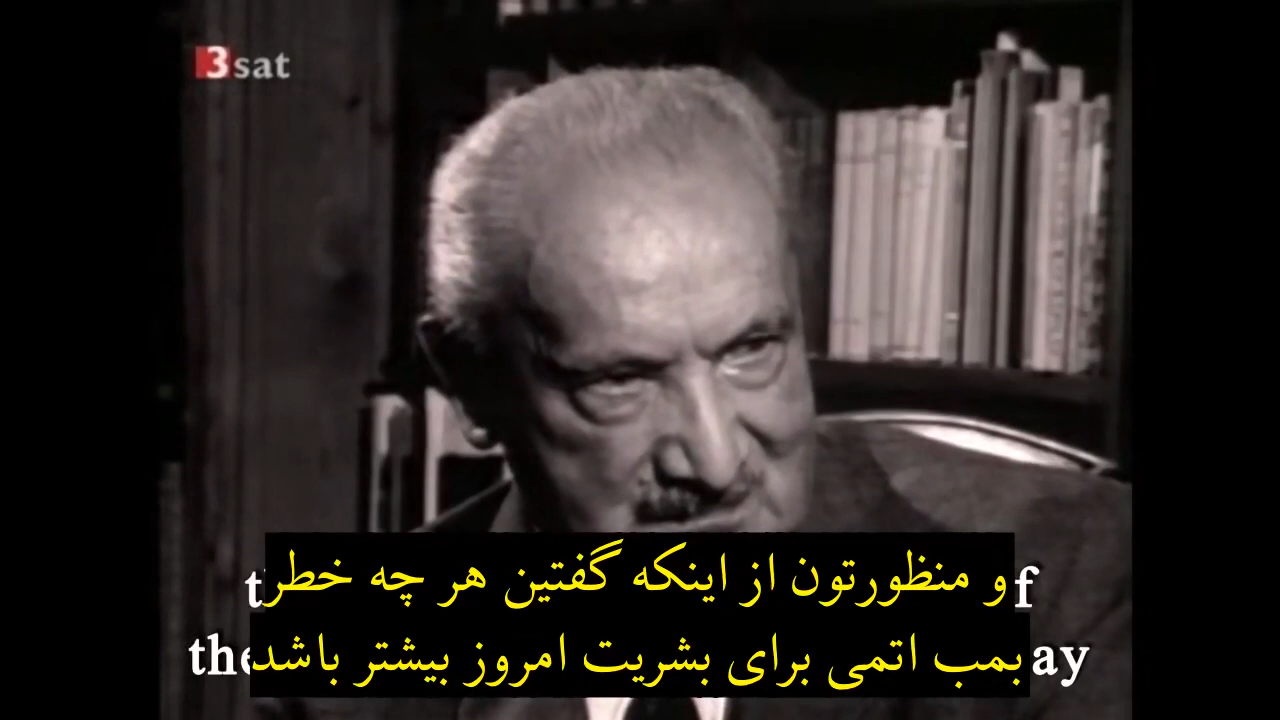 3sat
و منظورتون از اینکه گفتین هر چه خطر
بمب اتمی برای بشریت امروز بیشتر باشد